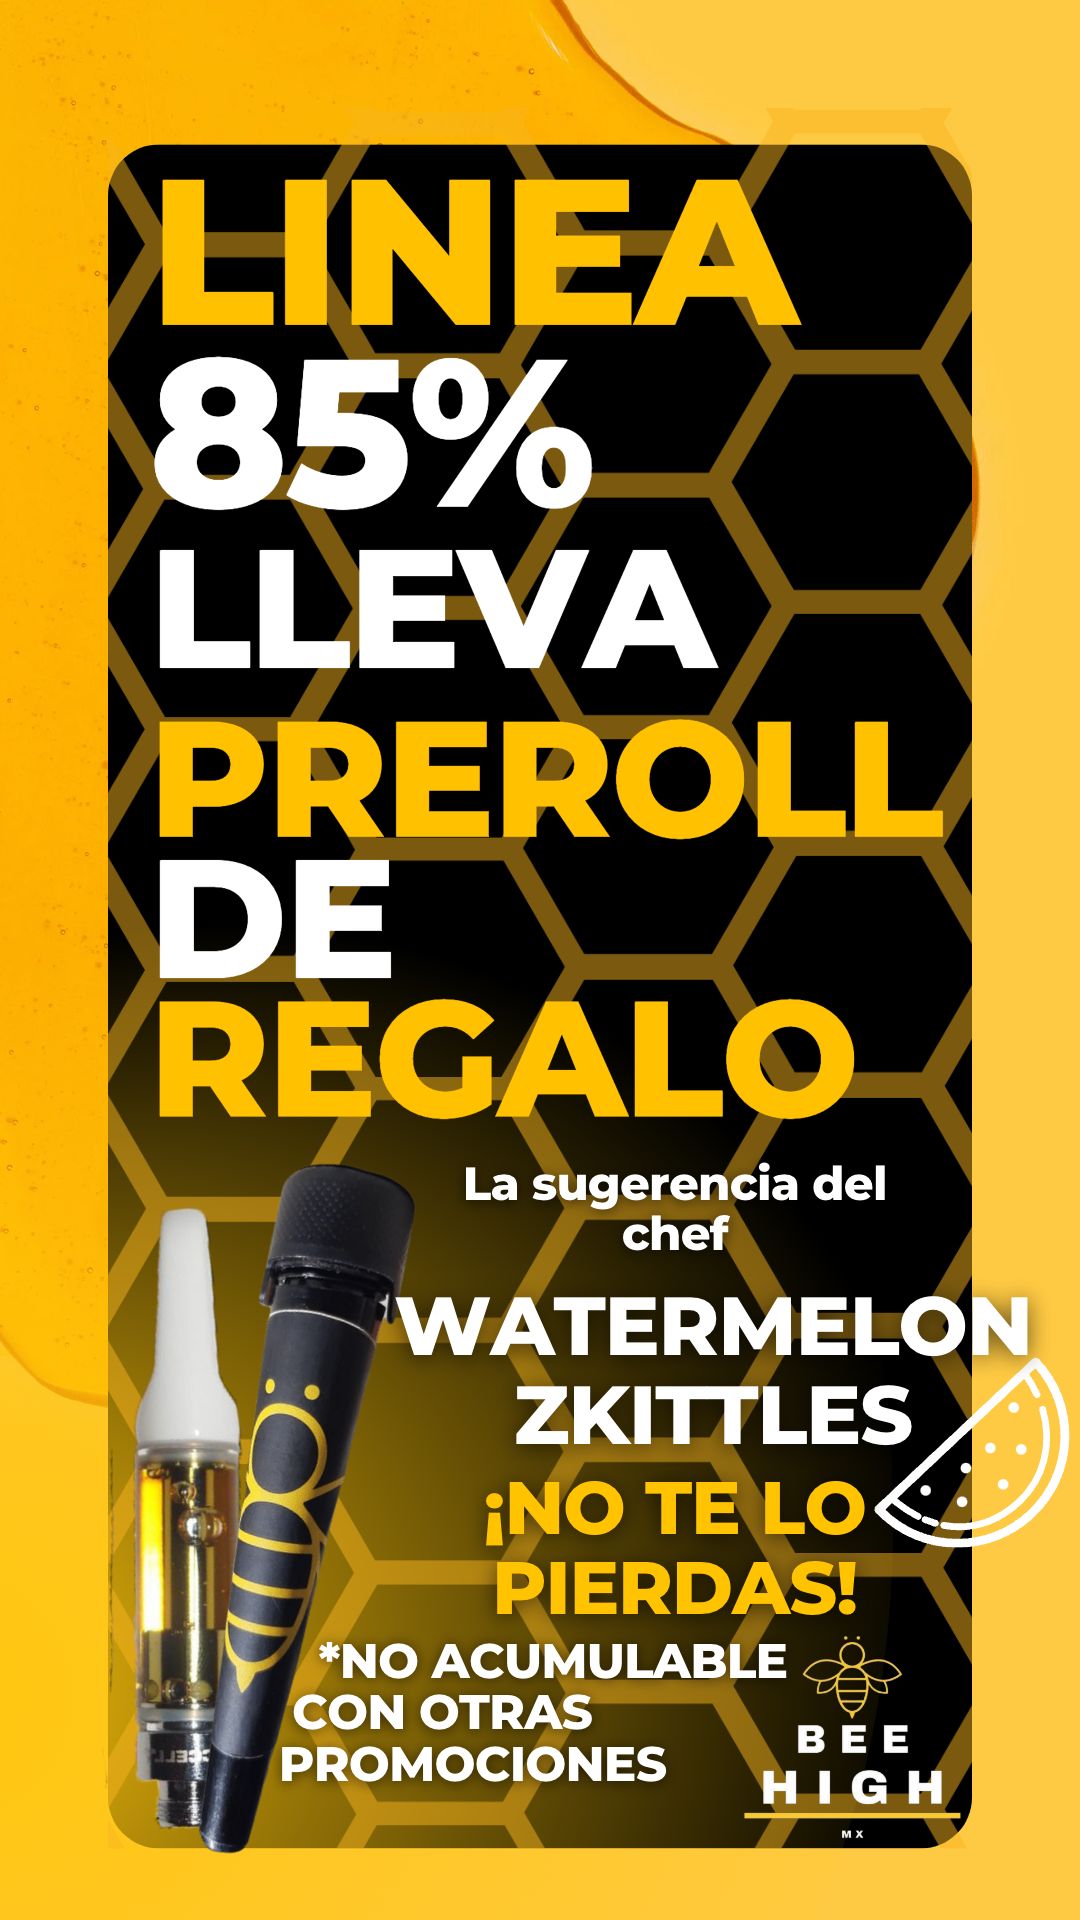 LINEA
85%
LLEVA
PREROLL
DE
REGALO
La sugerencia del
chef
WATERMELON
ZKITTLES
¡NO TE LO
PIERDAS!
*NO ACUMULABLE
CON OTRAS
PROMOCIONES
BEE
HIGH
MX